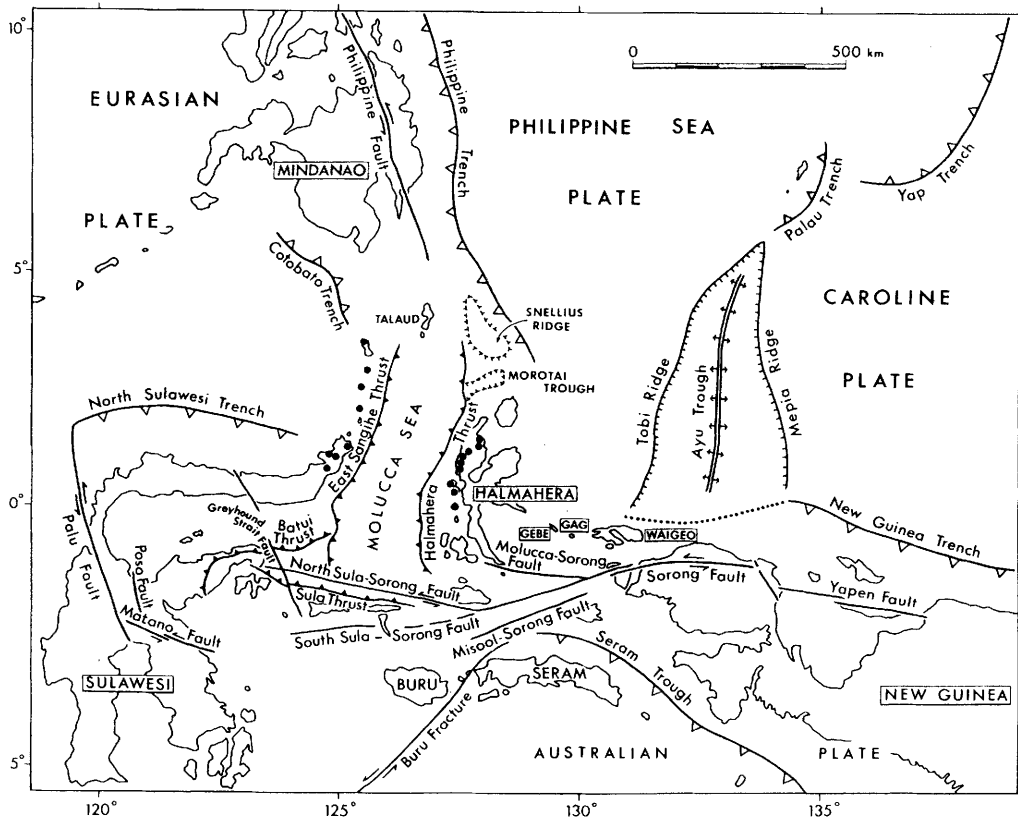 10°
5°
0°
5°
120°
125°
130°
135°
0 500 km
EURASIAN
PLATE
PHILIPPINE SEA
PLATE
CAROLINE
PLATE
AUSTRALIAN
PLATE
MINDANAO
Philippine Fault
Philippine Trench
Palau Trench
Yap Trench
Cotobato Trench
TALAUD
SNELLIUS
RIDGE
MOROTAI
TROUGH
Tobi Ridge
Ayu Trough
Mepia Ridge
North Sulawesi Trench
East Sangihe Thrust
MOLUCCA SEA
Halmahera Thrust
HALMAHERA
GEBE
GAG
WAIGEO
New Guinea Trench
Palu Fault
Poso Fault
Greyhound
Strait Fault
Batui
Thrust
Molucca-Sorong
Fault
North Sula-Sorong Fault
Sorong Fault
Yapen Fault
Sula Thrust
Matano Fault
South Sula-Sorong Fault
Misool-Sorong Fault
Seram Trough
SULAWESI
BURU
SERAM
NEW GUINEA
Buru Fracture